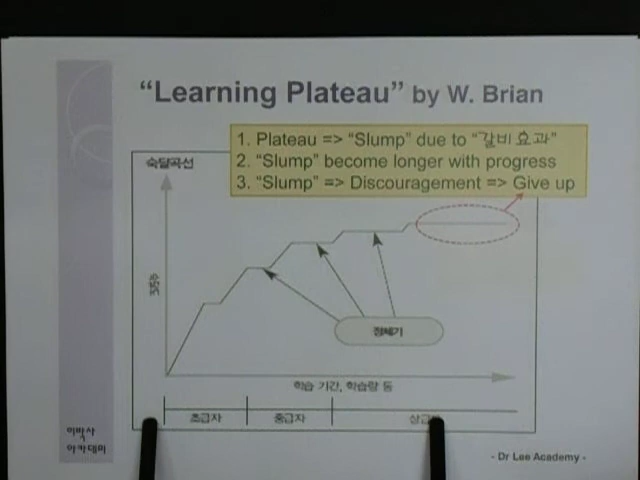 “Learning Plateau” by W. Brian
1. Plateau => “Slump” due to “갈비효과”
2. “Slump” become longer with progress
3. “Slump” => Discouragement => Give up
숙달곡선
정체기
학습 기간, 학습량 등
초급자 중급자
이박사
아카데미
- Dr Lee Academy -